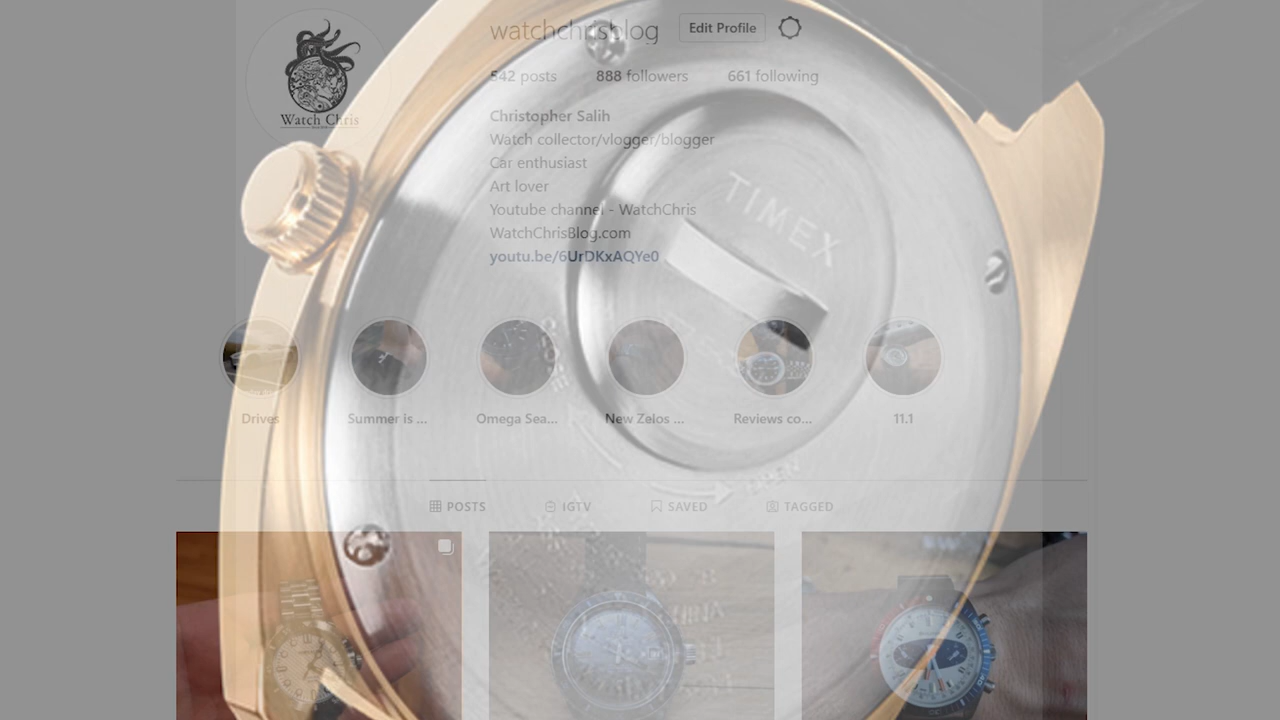 watchchrisblog
Edit Profile
542 posts
888 followers
661 following
Watch Chris
Christopher Salih
Watch collector/vlogger/blogger
Car enthusiast
Art lover
Youtube channel - WatchChris
WatchChrisBlog.com
youtu.be/6UrDKxAQYe0
TIMEX
Drives
Summer is ...
Omega Sea...
New Zelos ...
Reviews co...
11.1
CLOSE
OPEN
POSTS
IGTV
SAVED
TAGGED